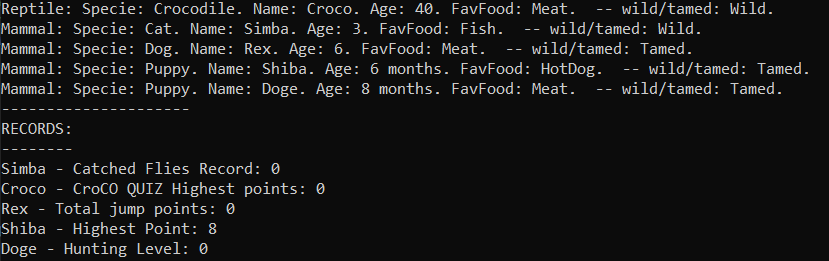 Reptile: Specie: Crocodile. Name: Croco. Age: 40. FavFood: Meat.  -- wild/tamed: Wild.
Mammal: Specie: Cat. Name: Simba. Age: 3. FavFood: Fish.  -- wild/tamed: Wild.
Mammal: Specie: Dog. Name: Rex. Age: 6. FavFood: Meat.  -- wild/tamed: Tamed.
Mammal: Specie: Puppy. Name: Shiba. Age: 6 months. FavFood: HotDog.  -- wild/tamed: Tamed.
Mammal: Specie: Puppy. Name: Doge. Age: 8 months. FavFood: Meat.  -- wild/tamed: Tamed.
---------------------
RECORDS:
--------
Simba - Catched Flies Record: 0
Croco - CroCO QUIZ Highest points: 0
Rex - Total jump points: 0
Shiba - Highest Point: 8
Doge - Hunting Level: 0